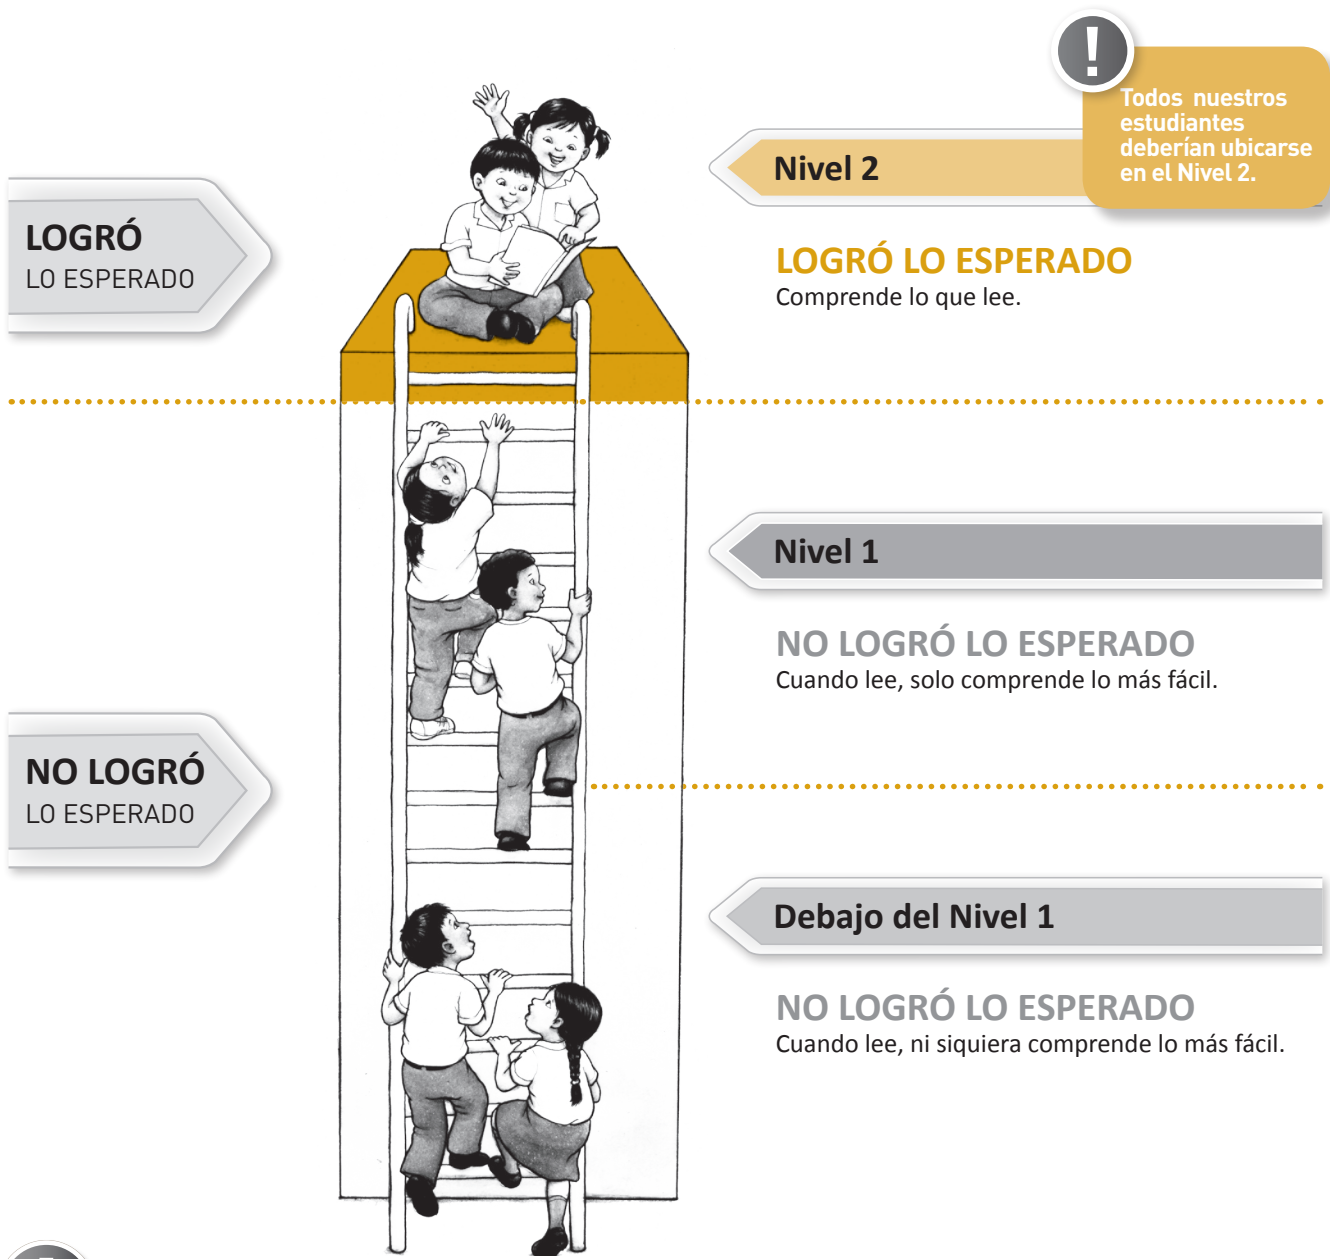 !
Todos nuestros
estudiantes
deberían ubicarse
en el Nivel 2.
Nivel 2
LOGRÓ
LO ESPERADO
LOGRÓ LO ESPERADO
Comprende lo que lee.
Nivel 1
NO LOGRÓ LO ESPERADO
Cuando lee, solo comprende lo más fácil.
NO LOGRÓ
LO ESPERADO
Debajo del Nivel 1
NO LOGRÓ LO ESPERADO
Cuando lee, ni siquiera comprende lo más fácil.